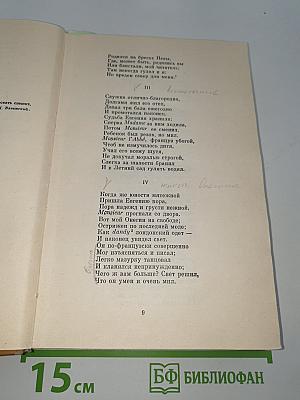 Родился на брегах Невы,
Где, может быть, родились вы
Или блистали, мой читатель;
Там некогда гулял и я:
Но вреден север для меня.¹
III
Служив отлично-благородно,
Долгами жил его отец,
Давал три бала ежегодно
И промотался наконец.
Судьба Евгения хранила:
Сперва Madame за ним ходила,
Потом Monsieur ее сменил.
Ребенок был резов, но мил.
Monsieur l'Abbé, француз убогой,
Чтоб не измучилось дитя,
Учил его всему шутя,
Не докучал моралью строгой,
Слегка за шалости бранил
И в Летний сад гулять водил.
IV
Когда же юности мятежной
Пришла Евгению пора,
Пора надежд и грусти нежной,
Monsieur прогнали со двора.
Вот мой Онегин на свободе;
Острижен по последней моде;
Как dandy² лондонский одет —
И наконец увидел свет.
Он по-французски совершенно
Мог изъясняться и писал;
Легко мазурку танцовал
И кланялся непринужденно;
Чего ж вам больше? Свет решил,
Что он умен и очень мил.
9
15 см
БФ БИБЛИОФАН